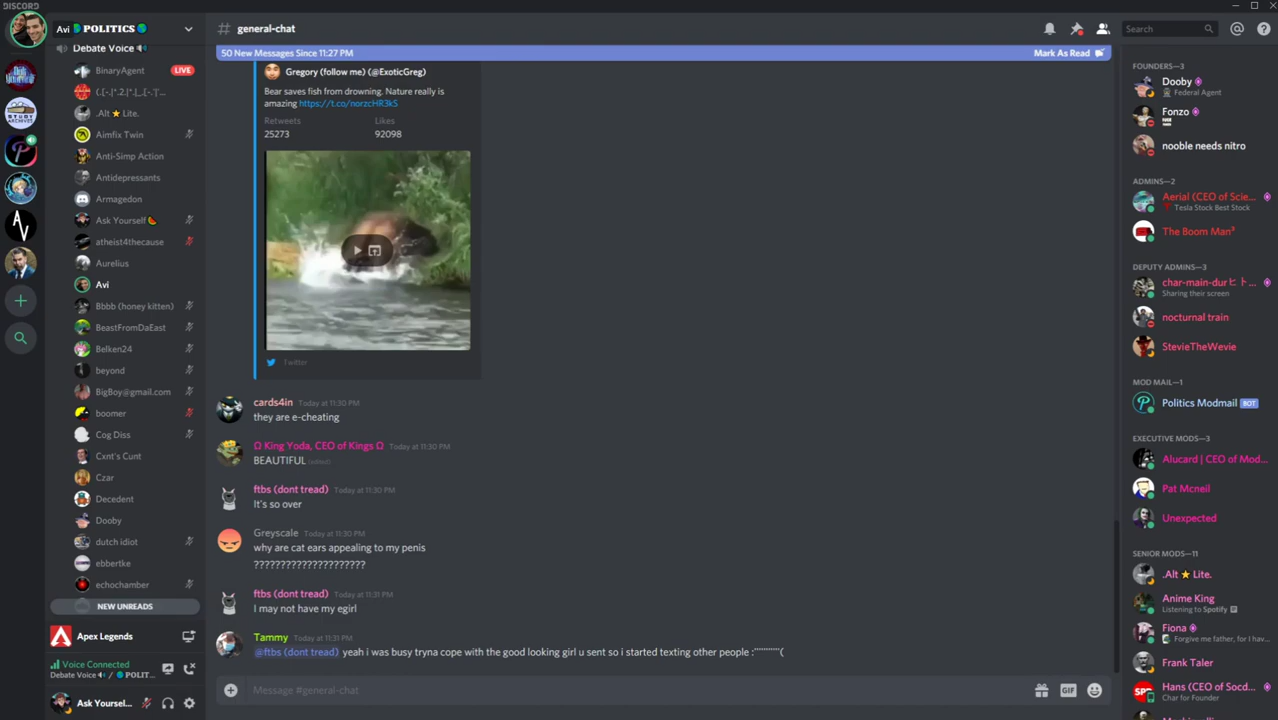 DISCORD
Avi POLITICS
Debate Voice
BinaryAgent LIVE
.Alt Lite.
Aimfix Twin
Anti-Simp Action
Antidepressants
Armagedon
Ask Yourself
atheist4thecause
Aurelius
Avi
Bbbb (honey kitten)
BeastFromDaEast
Belken24
beyond
BigBoy@gmail.com
boomer
Cog Diss
Cxnt's Cunt
Czar
Decedent
Dooby
dutch idiot
ebbertke
echochamber
NEW UNREADS
Apex Legends
Voice Connected
Debate Voice / POLIT...
Ask Yoursel...
STUDY
ARCHIVES
# general-chat
Search
50 New Messages Since 11:27 PM
Mark As Read
Gregory (follow me) (@ExoticGreg)
Bear saves fish from drowning. Nature really is
amazing https://t.co/norzcHR3kS
Retweets Likes
25273 92098
Twitter
cards4in Today at 11:30 PM
they are e-cheating
Ω King Yoda, CEO of Kings Ω Today at 11:30 PM
BEAUTIFUL (edited)
ftbs (dont tread) Today at 11:30 PM
It's so over
Greyscale Today at 11:30 PM
why are cat ears appealing to my penis
?????????????????????
ftbs (dont tread) Today at 11:31 PM
I may not have my egirl
Tammy Today at 11:31 PM
@ftbs (dont tread) yeah i was busy tryna cope with the good looking girl u sent so i started texting other people :'''''''''''(
Message #general-chat
GIF
FOUNDERS—3
Dooby
Federal Agent
Fonzo
nooble needs nitro
ADMINS—2
Aerial (CEO of Scie...
Tesla Stock Best Stock
The Boom Man³
DEPUTY ADMINS—3
char-main-durヒト...
Sharing their screen
nocturnal train
StevieTheWevie
MOD MAIL—1
Politics Modmail BOT
EXECUTIVE MODS—3
Alucard | CEO of Mod...
Pat Mcneil
Unexpected
SENIOR MODS—11
.Alt Lite.
Anime King
Listening to Spotify
Fiona
Forgive me father, for I hav...
Frank Taler
Hans (CEO of Socd...
Char for Founder